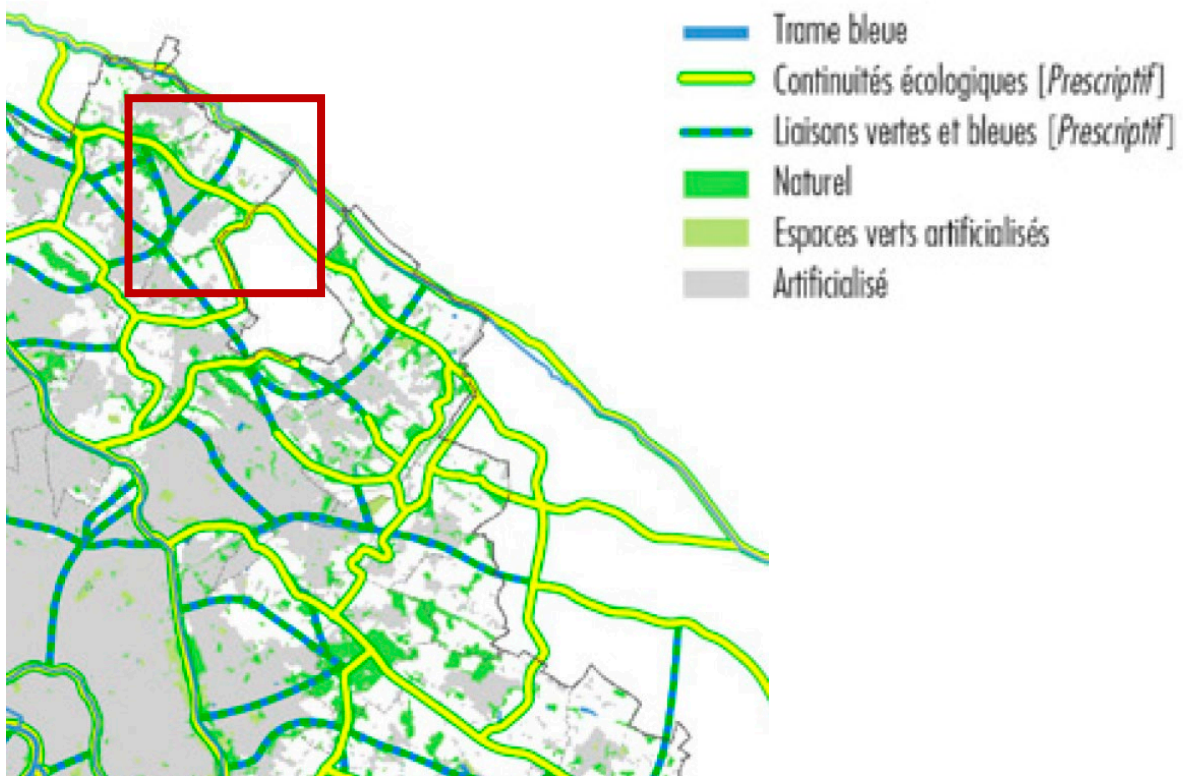 Trame bleue
Continuités écologiques [Prescriptif]
Liaisons vertes et bleues [Prescriptif]
Naturel
Espaces verts artificialisés
Artificialisé